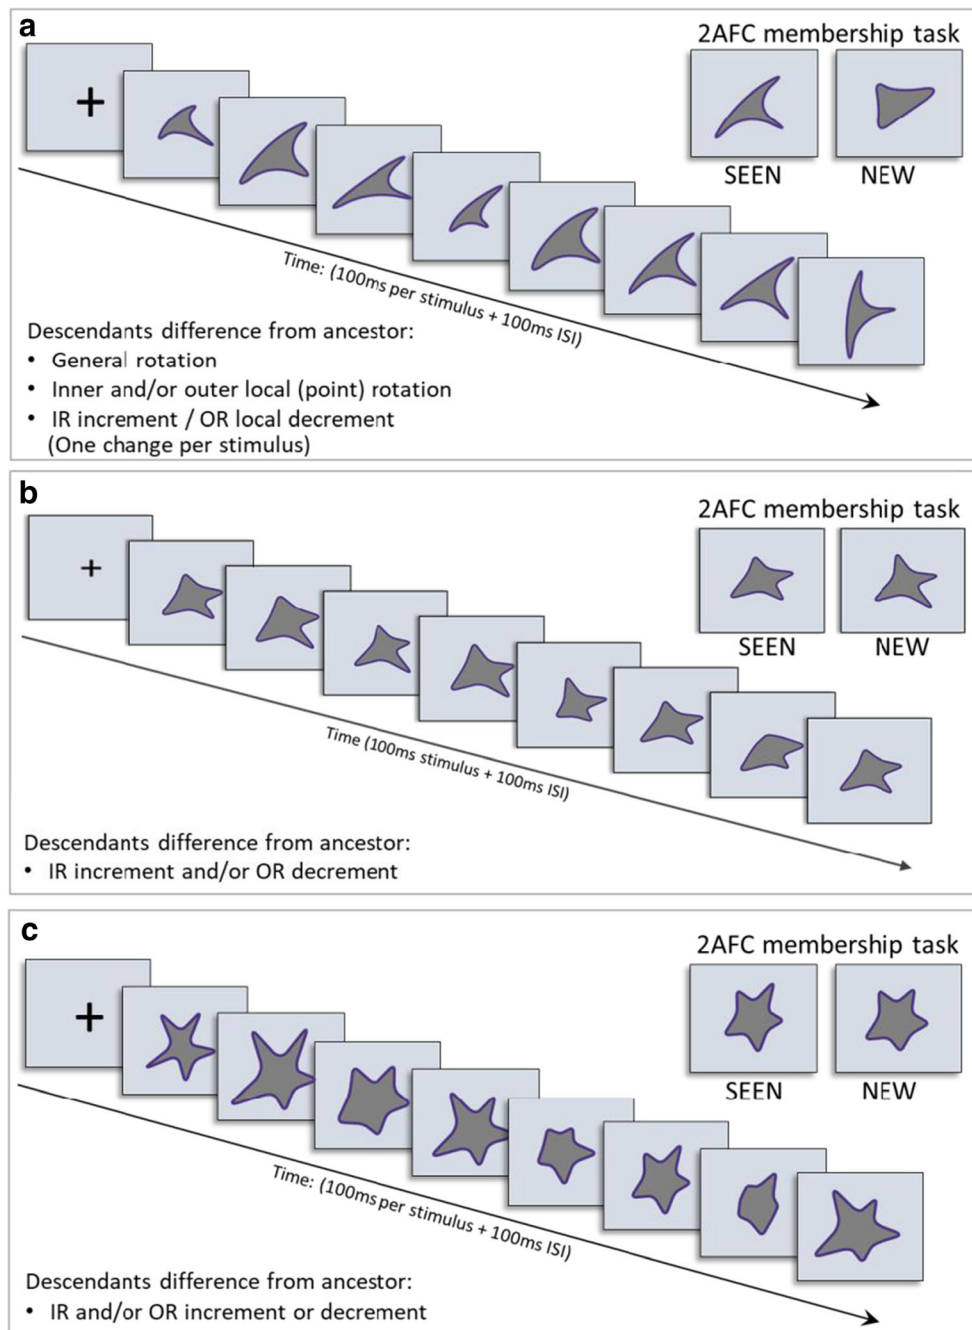 a
2AFC membership task
+
SEEN
NEW
Time: (100ms per stimulus + 100ms ISI)
Descendants difference from ancestor:
• General rotation
• Inner and/or outer local (point) rotation
• IR increment / OR local decrement
(One change per stimulus)
b
2AFC membership task
+
SEEN
NEW
Time (100ms stimulus + 100ms ISI)
Descendants difference from ancestor:
• IR increment and/or OR decrement
c
2AFC membership task
+
SEEN
NEW
Time: (100ms per stimulus + 100ms ISI)
Descendants difference from ancestor:
• IR and/or OR increment or decrement